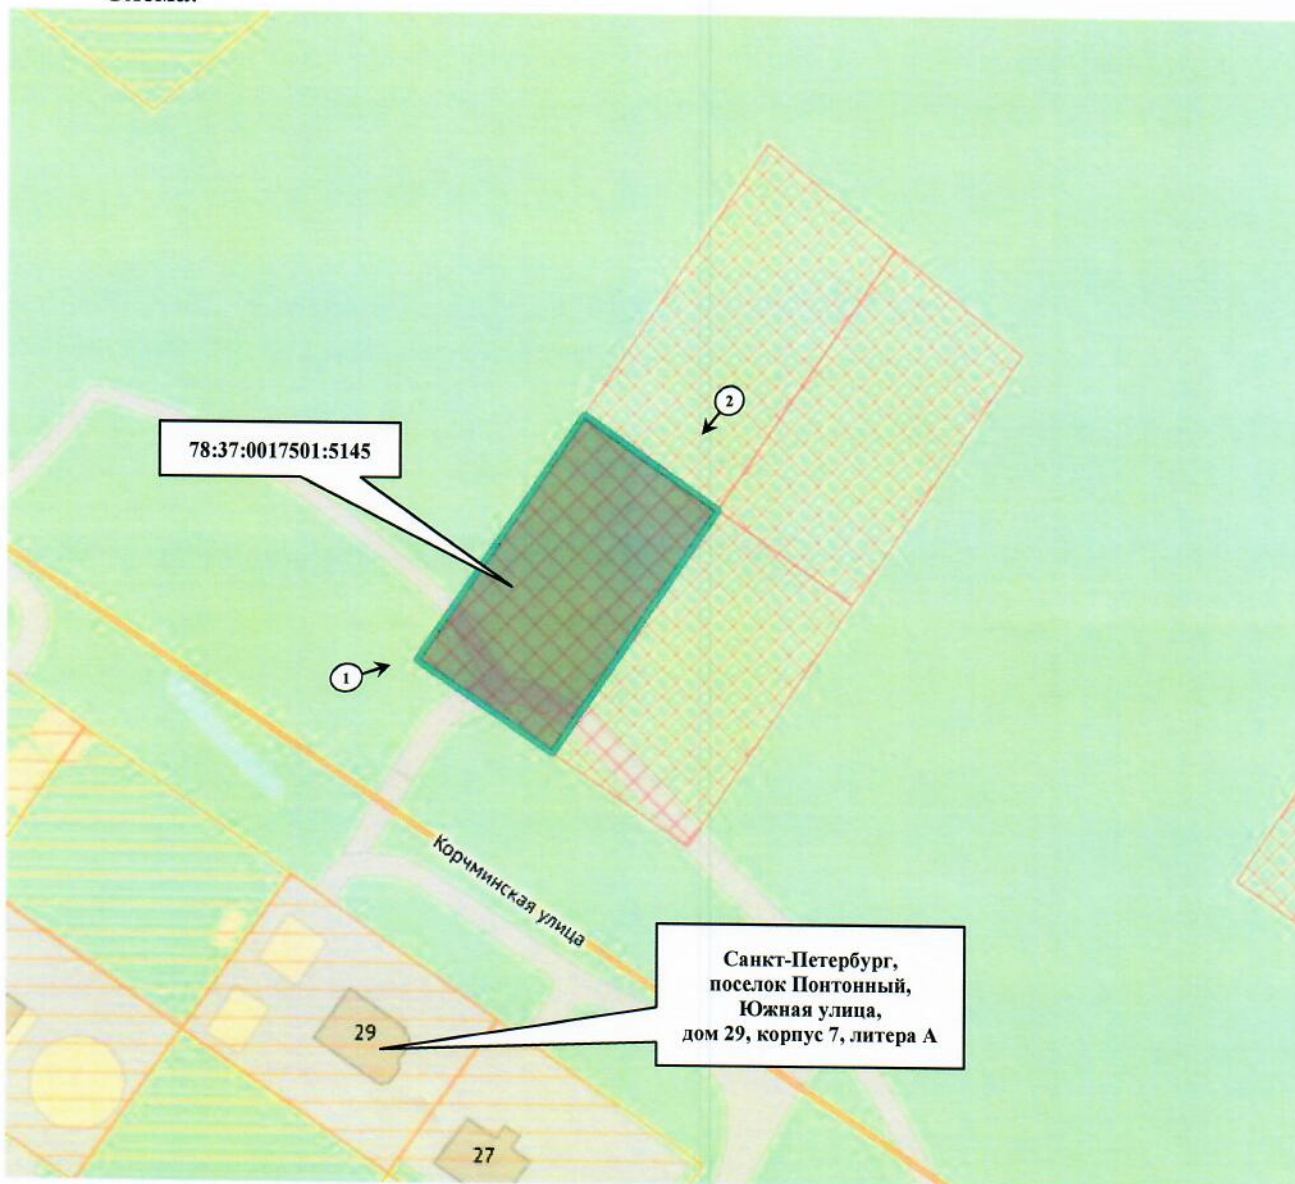 2
78:37:0017501:5145
1
Корчминская улица
Санкт-Петербург,
поселок Понтонный,
Южная улица,
дом 29, корпус 7, литера А
29
27